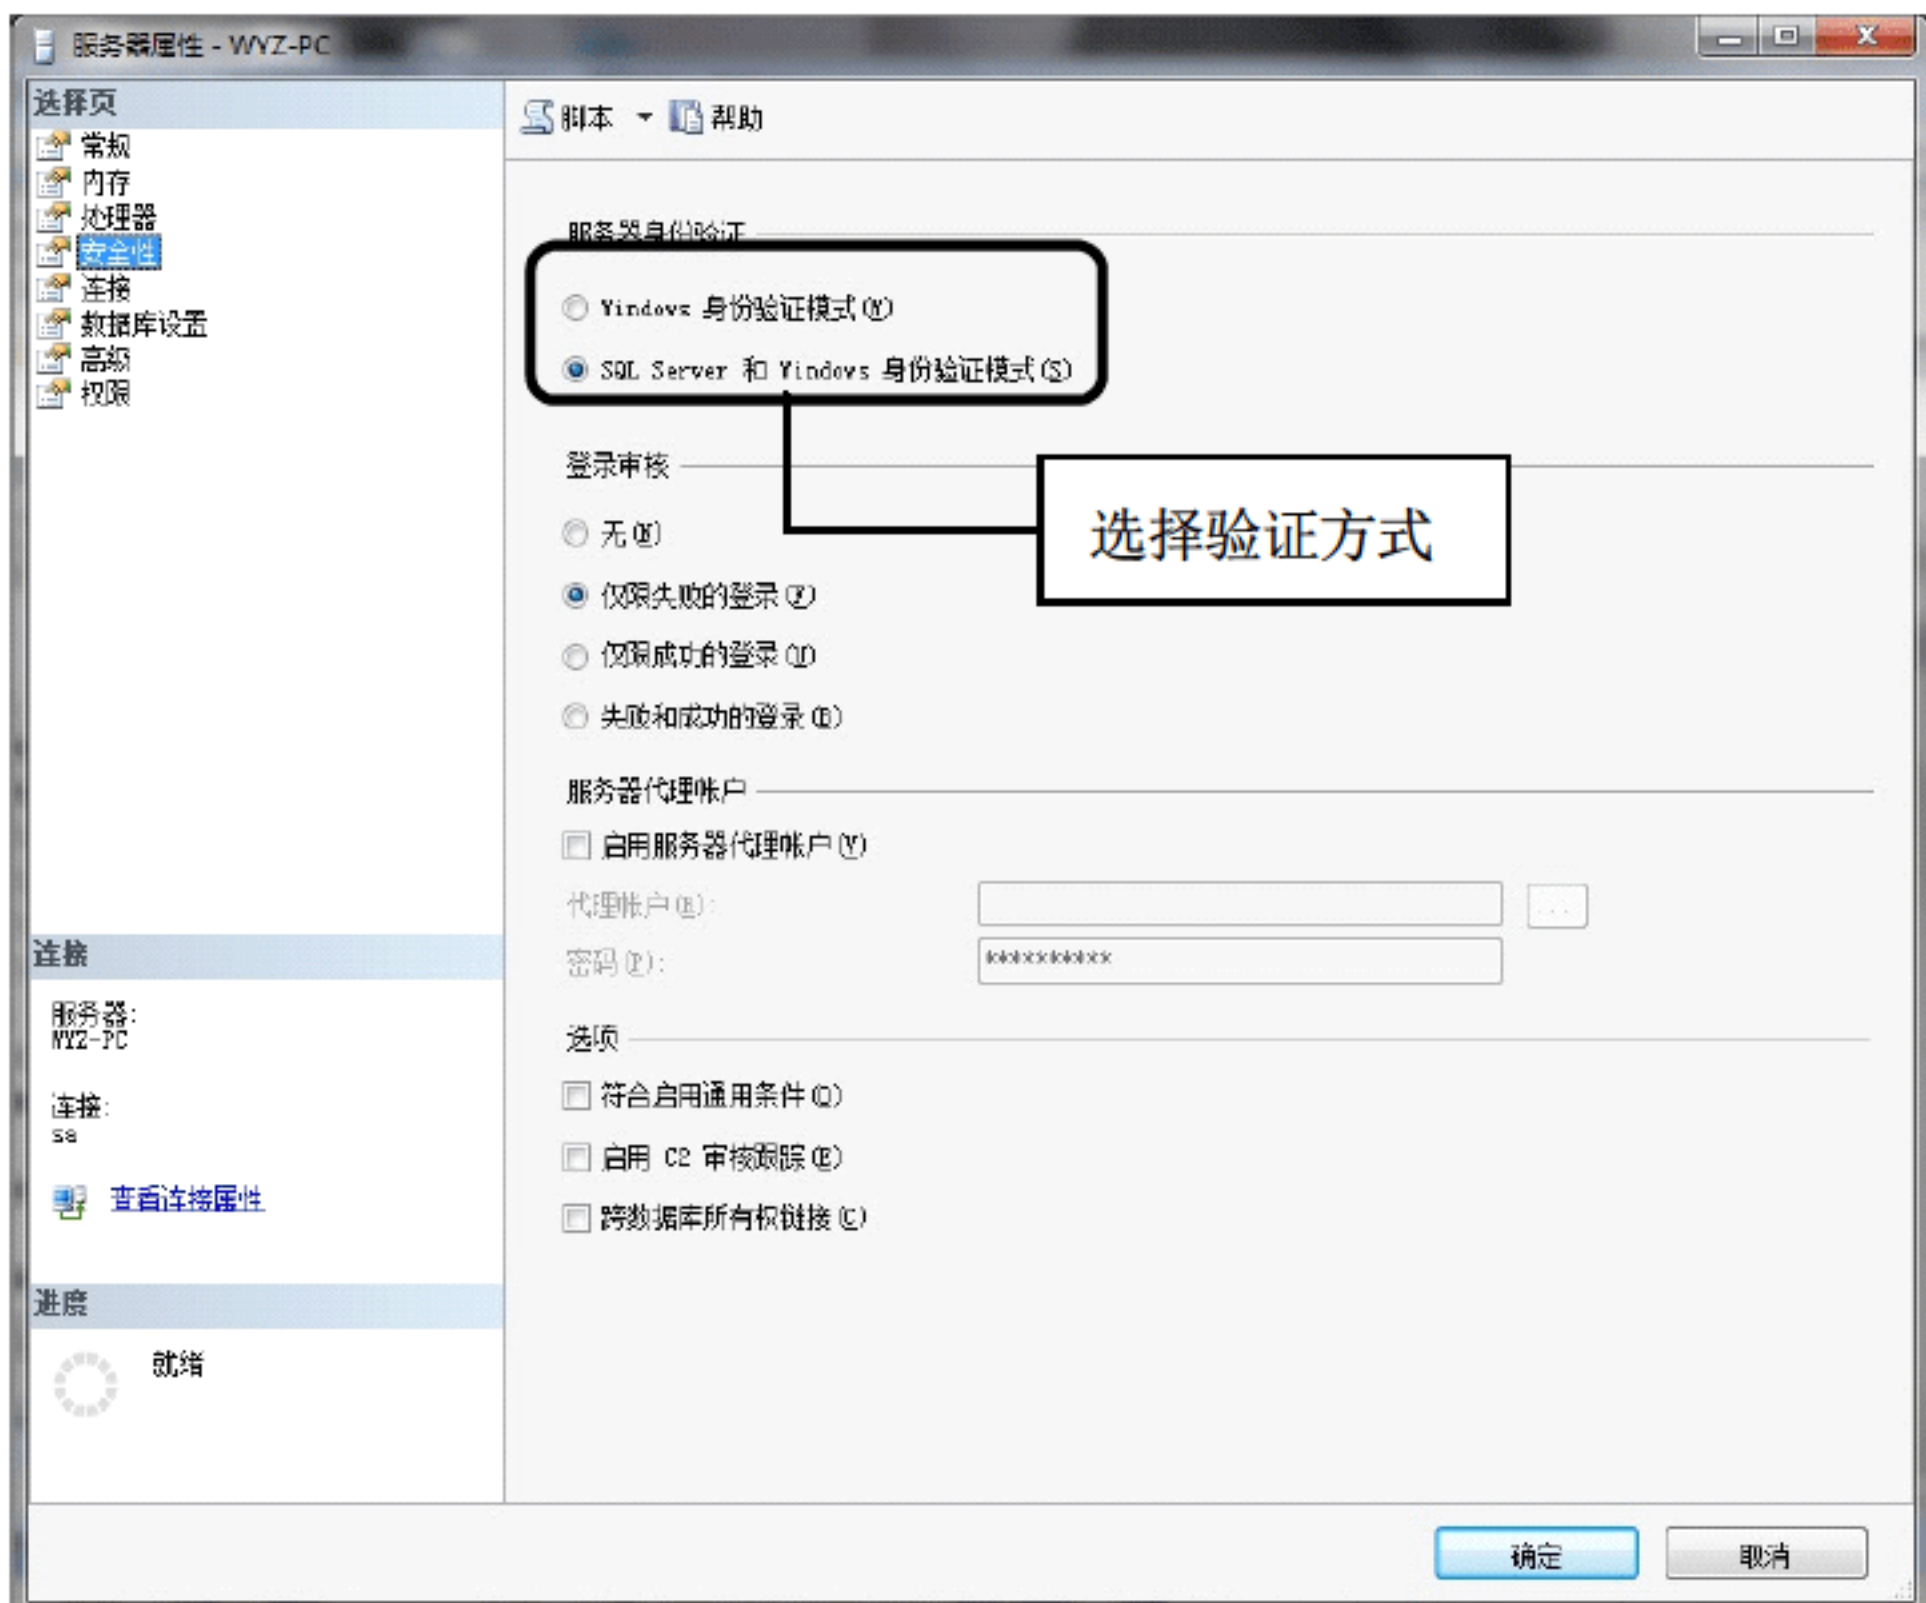 服务器属性 - WYZ-PC
选择页
常规
内存
处理器
安全性
连接
数据库设置
高级
权限
脚本
帮助
服务器身份验证
Windows 身份验证模式(W)
SQL Server 和 Windows 身份验证模式(S)
登录审核
选择验证方式
无(N)
仅限失败的登录(F)
仅限成功的登录(U)
失败和成功的登录(B)
服务器代理帐户
启用服务器代理帐户(V)
代理帐户(R):
...
密码(P):
**********
选项
符合启用通用条件(O)
启用 C2 审核跟踪(E)
跨数据库所有权链接(C)
连接
服务器:
WYZ-PC
连接:
sa
查看连接属性
进度
就绪
确定
取消